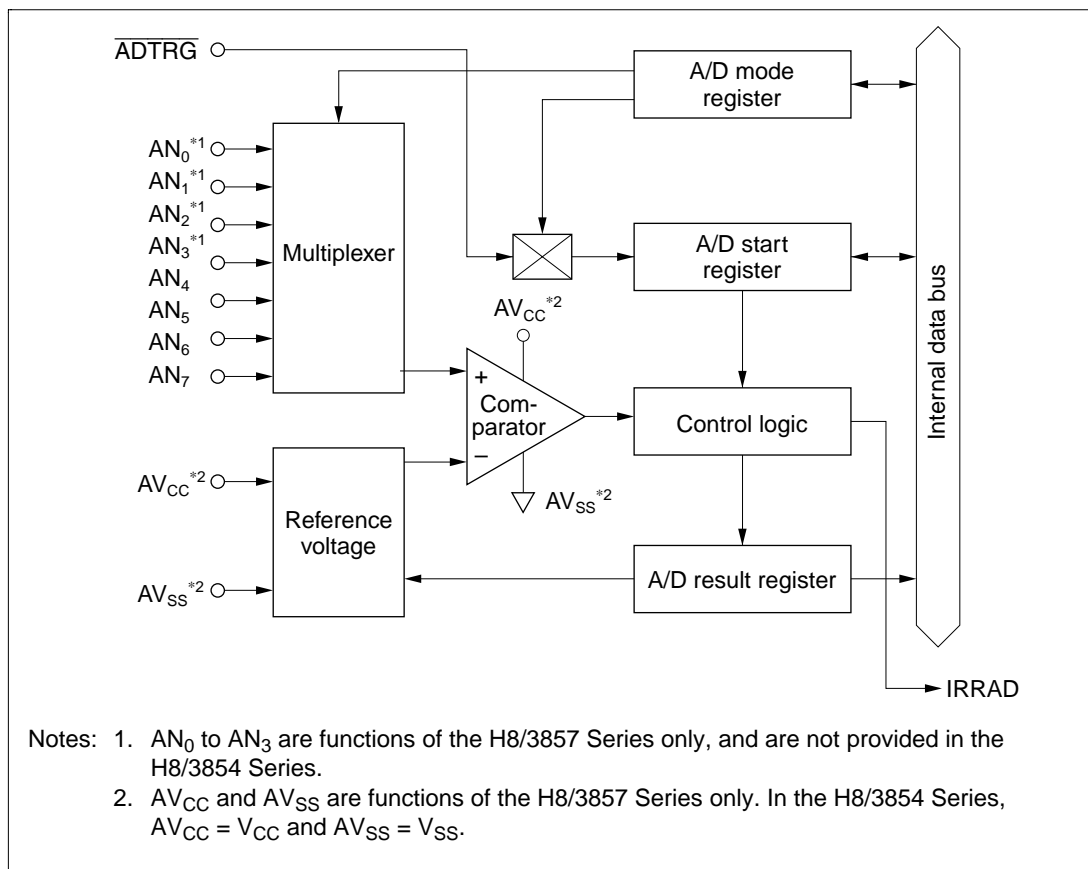 ADTRG
A/D mode
register
AN0*1
AN1*1
AN2*1
AN3*1
AN4
AN5
AN6
AN7
Multiplexer
A/D start
register
Internal data bus
AVCC*2
+
Com-
parator
−
AVSS*2
Control logic
AVCC*2
Reference
voltage
AVSS*2
A/D result register
IRRAD
Notes: 1. AN0 to AN3 are functions of the H8/3857 Series only, and are not provided in the
H8/3854 Series.
2. AVCC and AVSS are functions of the H8/3857 Series only. In the H8/3854 Series,
AVCC = VCC and AVSS = VSS.